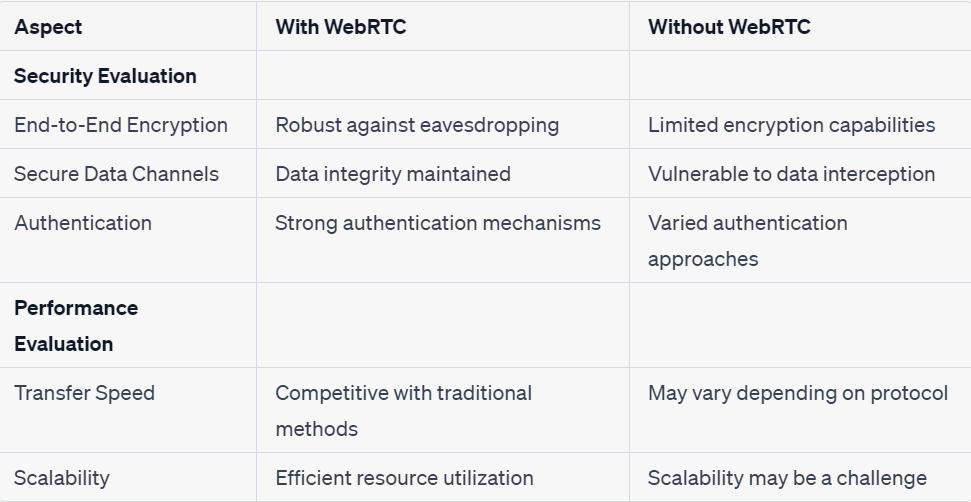 Aspect With WebRTC Without WebRTC
Security Evaluation
End-to-End Encryption Robust against eavesdropping Limited encryption capabilities
Secure Data Channels Data integrity maintained Vulnerable to data interception
Authentication Strong authentication mechanisms Varied authentication
approaches
Performance
Evaluation
Transfer Speed Competitive with traditional May vary depending on protocol
methods
Scalability Efficient resource utilization Scalability may be a challenge